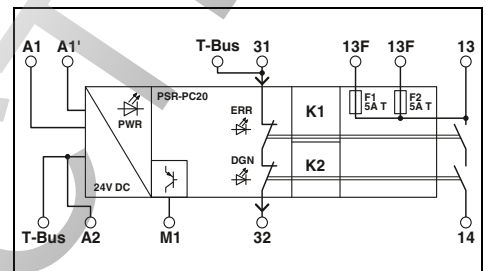 A1 A1' T-Bus 31 13F 13F 13
PSR-PC20
PWR
ERR
K1
F1 5A T
F2 5A T
DGN
K2
24V DC
T-Bus A2 M1 32 14